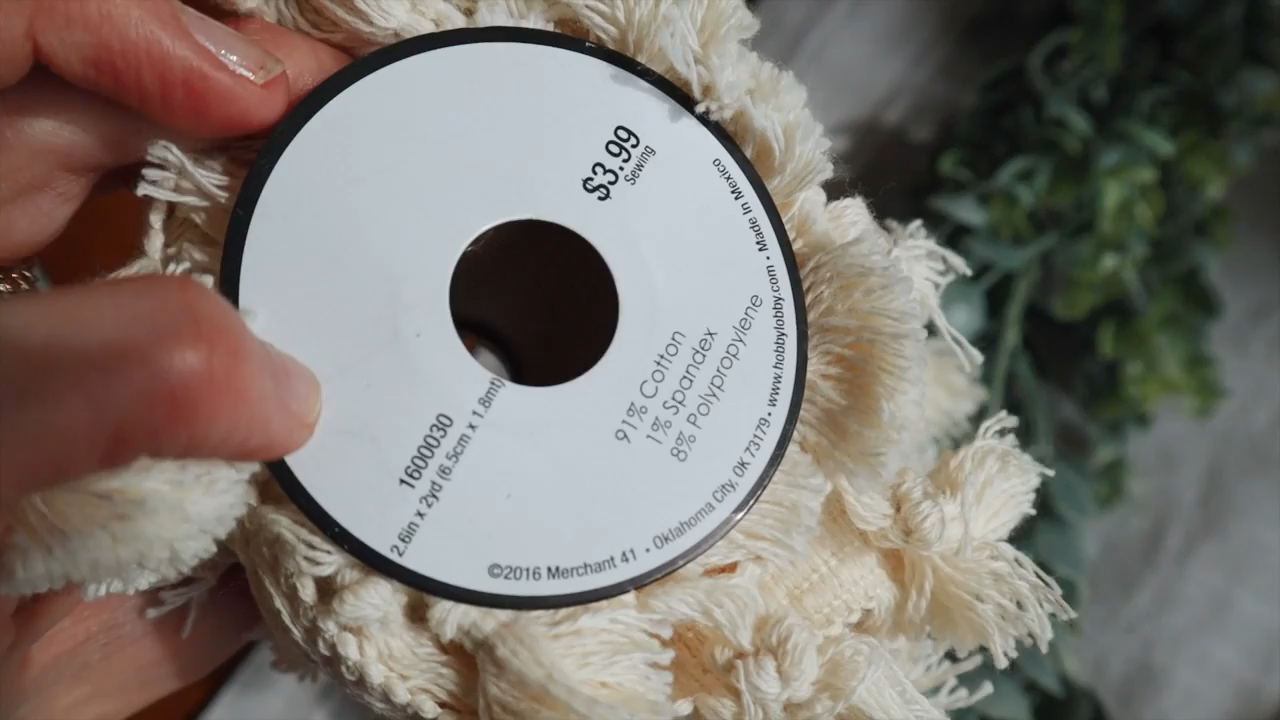 $3.99
Sewing
91% Cotton
1% Spandex
8% Polypropylene
1600030
2.6in x 2yd (6.5cm x 1.8mt)
©2016 Merchant 41 • Oklahoma City, OK 73179 • www.hobbylobby.com • Made In Mexico